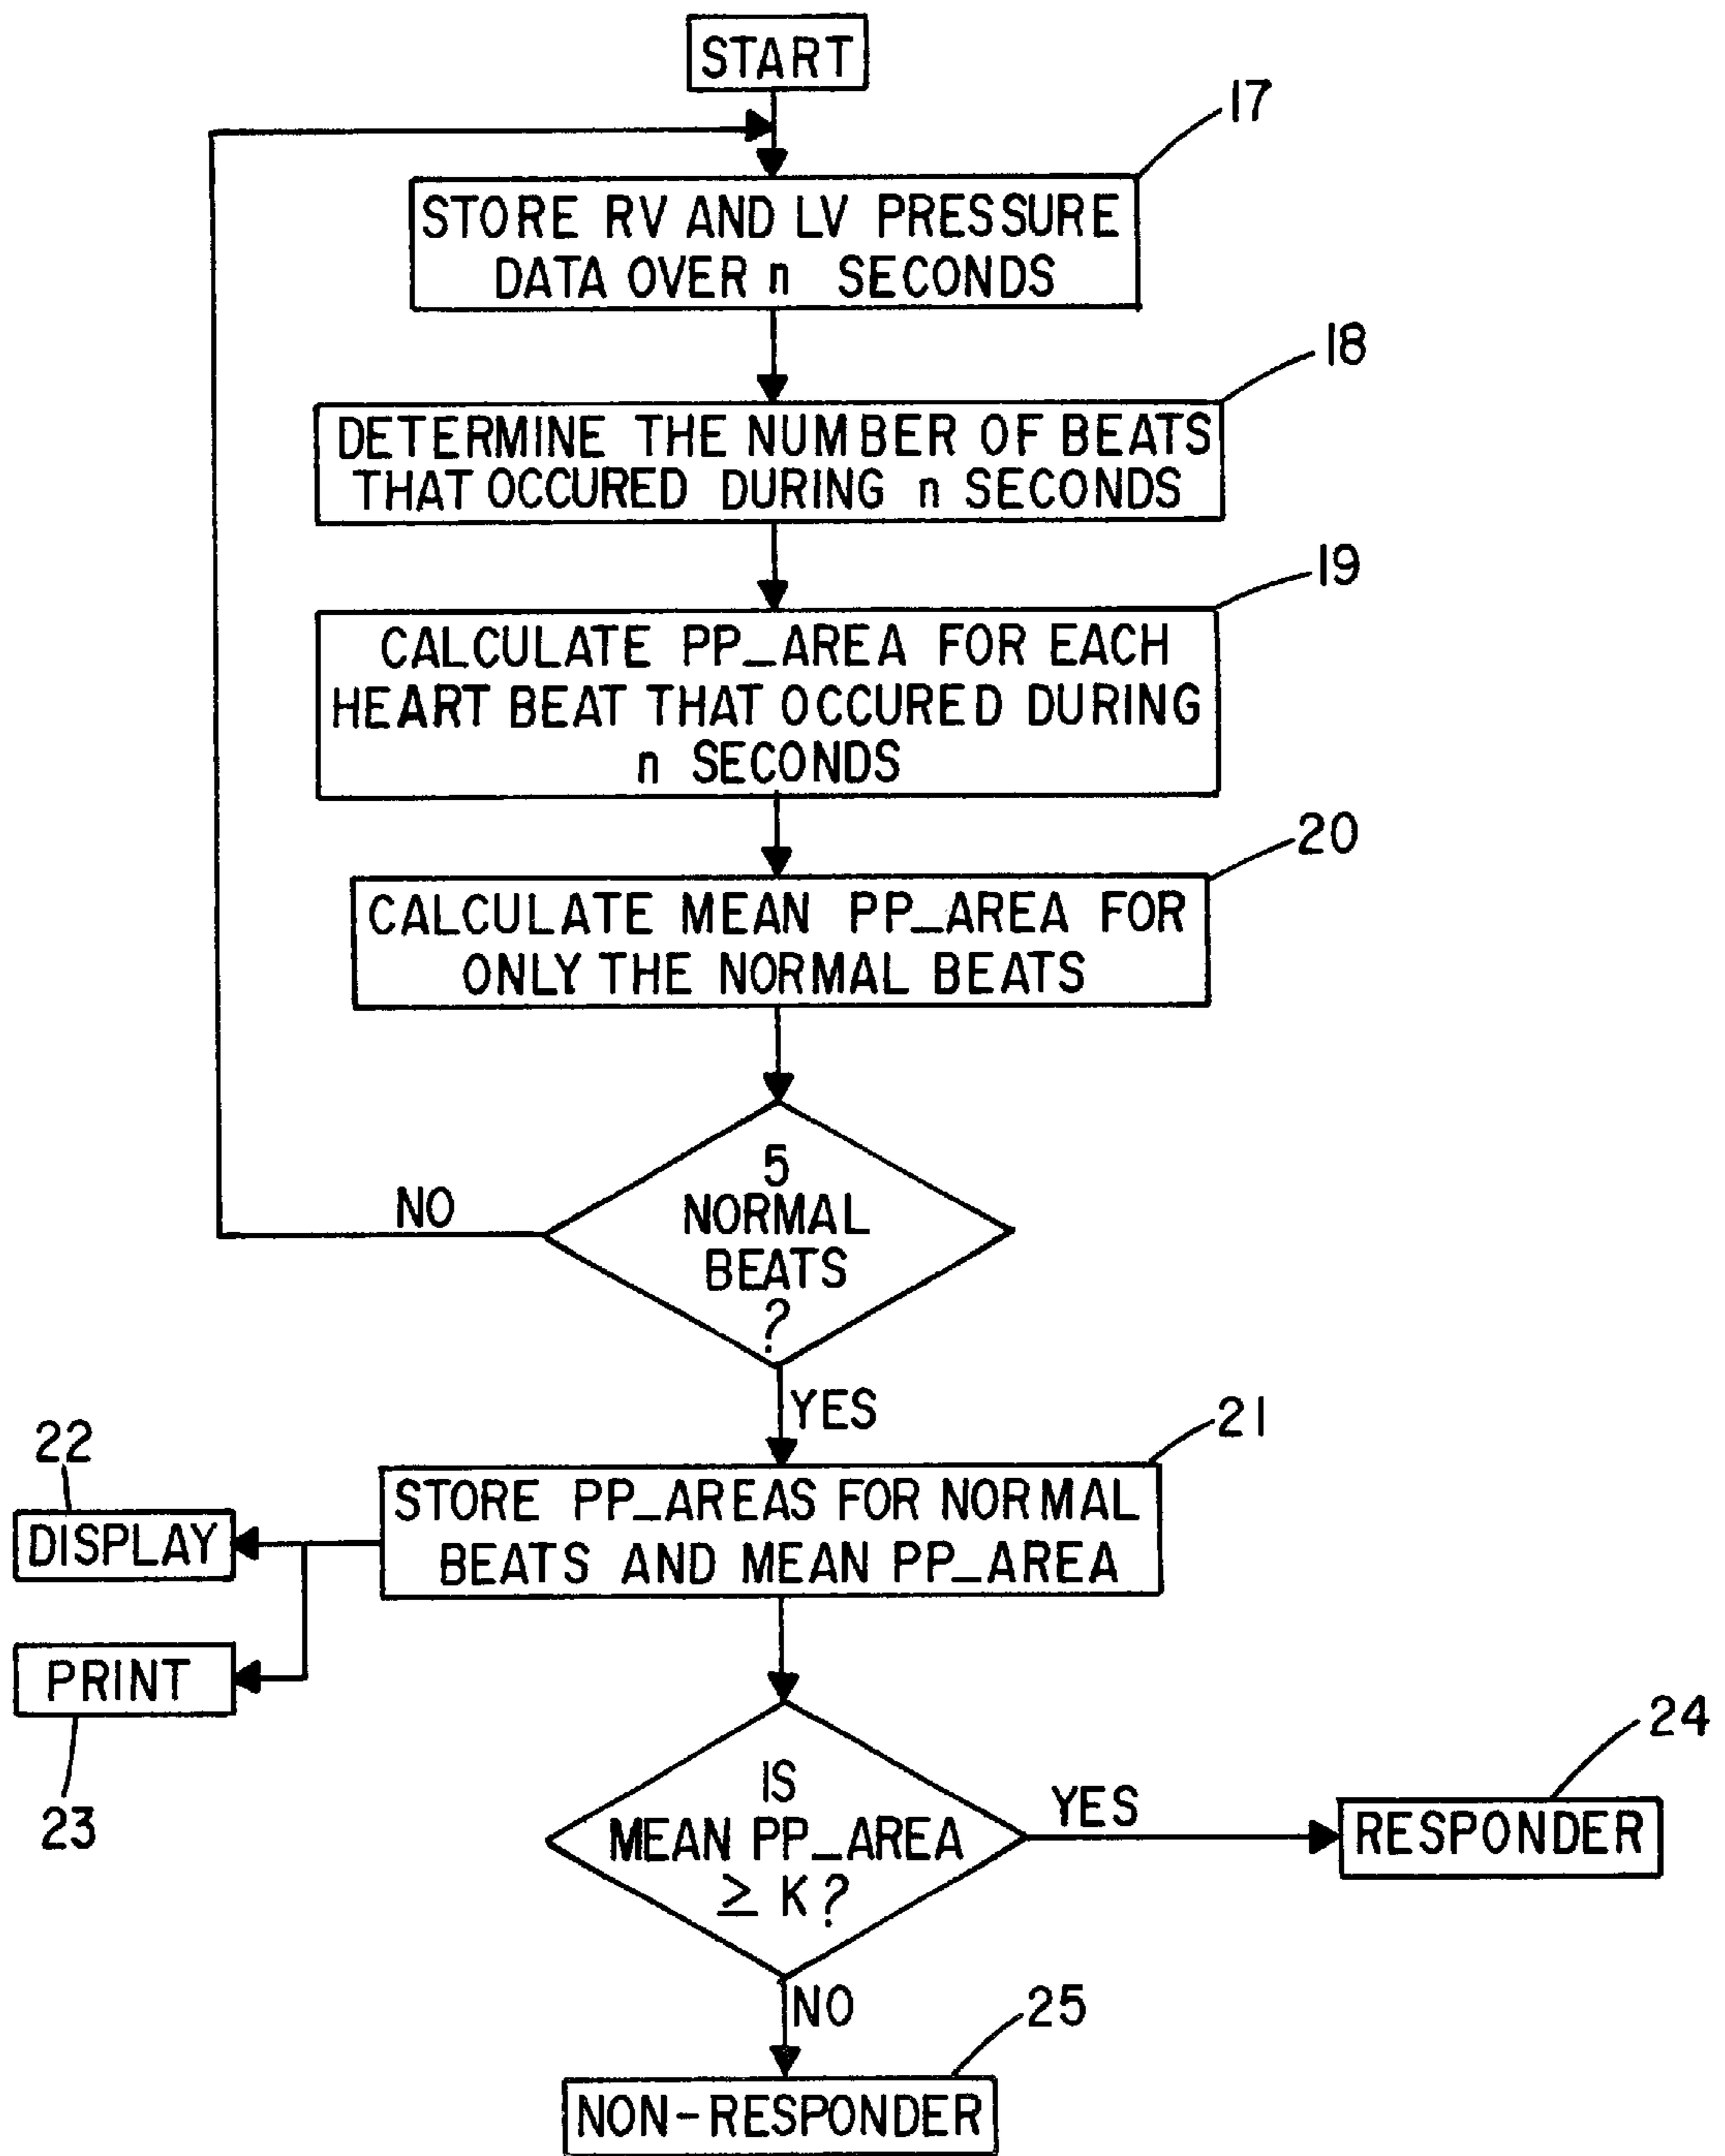 START
17
STORE RV AND LV PRESSURE
DATA OVER n SECONDS
18
DETERMINE THE NUMBER OF BEATS
THAT OCCURED DURING n SECONDS
19
CALCULATE PP_AREA FOR EACH
HEART BEAT THAT OCCURED DURING
n SECONDS
20
CALCULATE MEAN PP_AREA FOR
ONLY THE NORMAL BEATS
5
NORMAL
BEATS
?
NO
YES
21
STORE PP_AREAS FOR NORMAL
BEATS AND MEAN PP_AREA
22
DISPLAY
PRINT
23
IS
MEAN PP_AREA
≥ K?
YES
24
RESPONDER
NO
25
NON-RESPONDER